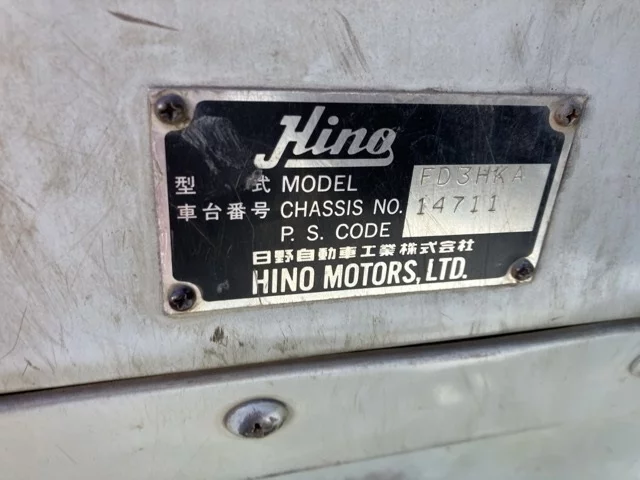 Hino
型 式 MODEL FD3HKA
車台番号 CHASSIS NO. 14711
P. S. CODE
日野自動車工業株式会社
HINO MOTORS, LTD.